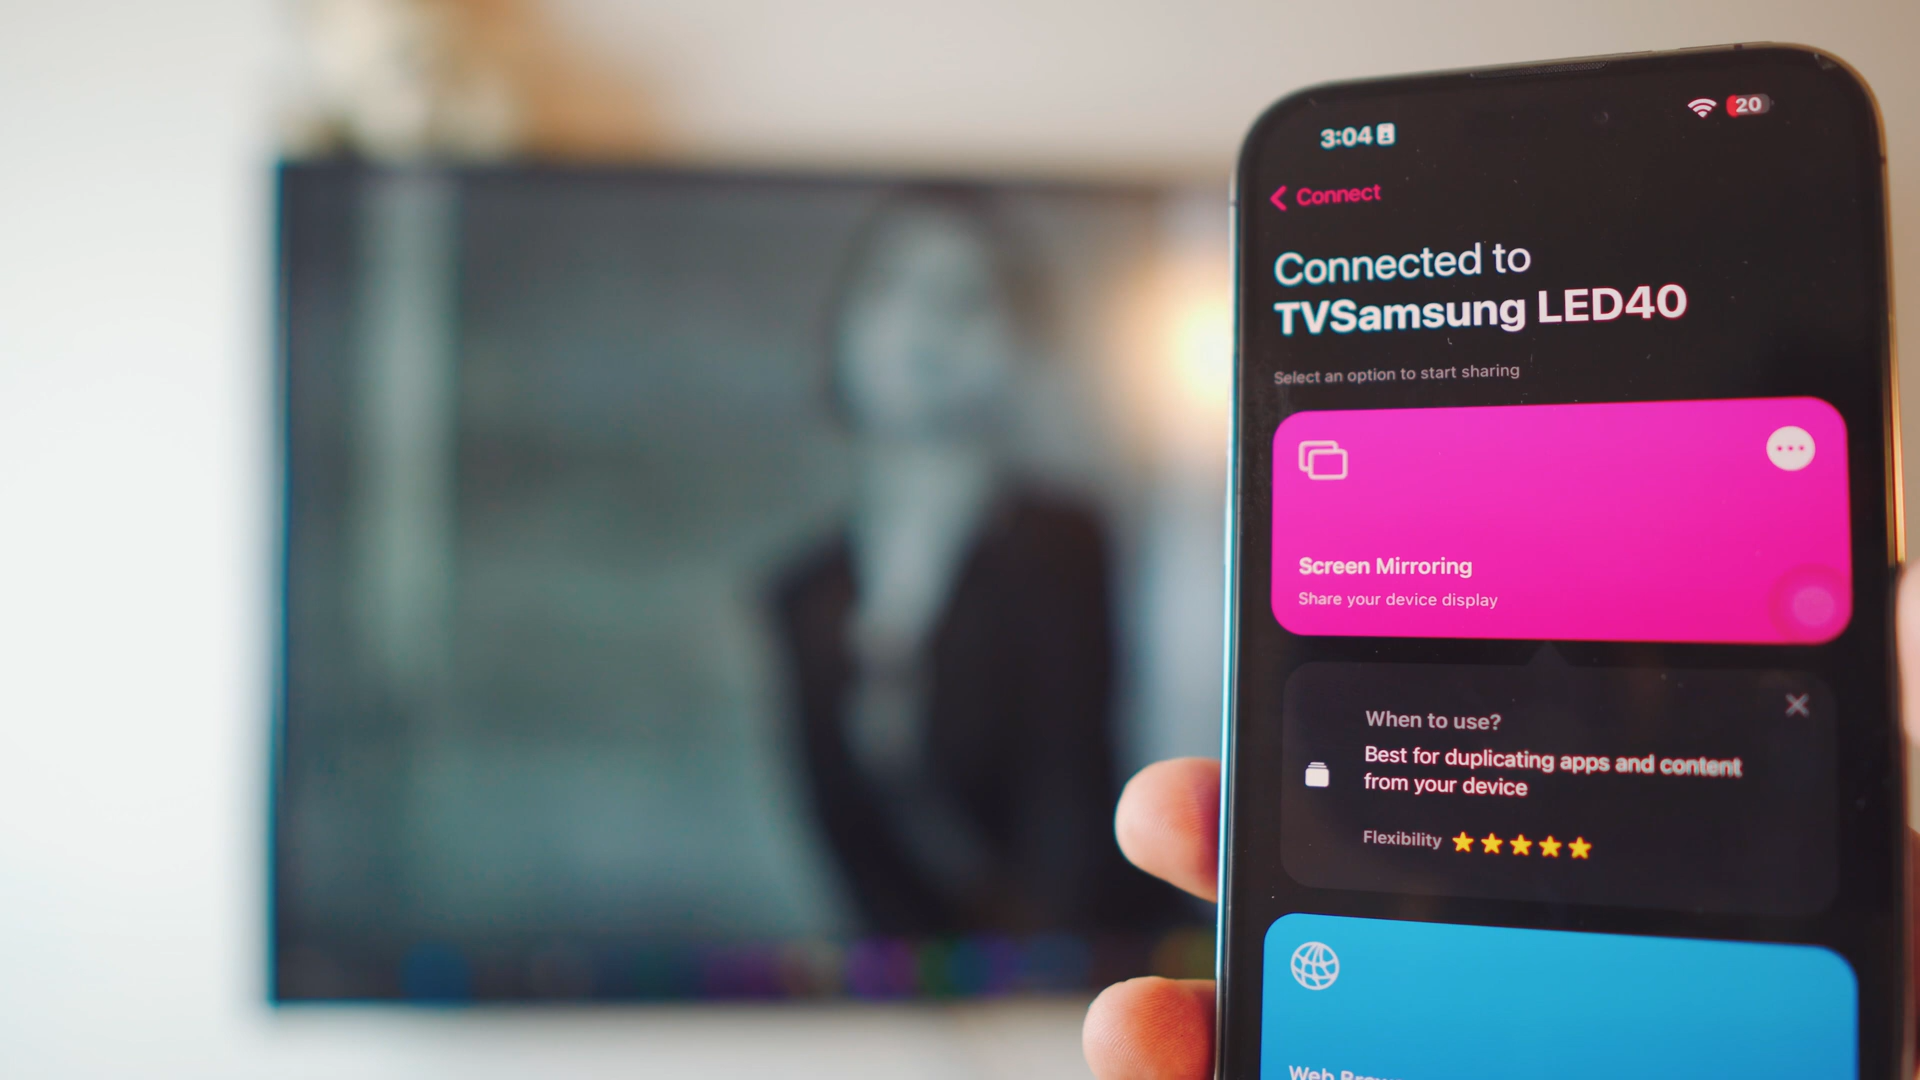 3:04
20
Connect
Connected to
TVSamsung LED40
Select an option to start sharing
Screen Mirroring
Share your device display
When to use?
Best for duplicating apps and content
from your device
Flexibility
Web